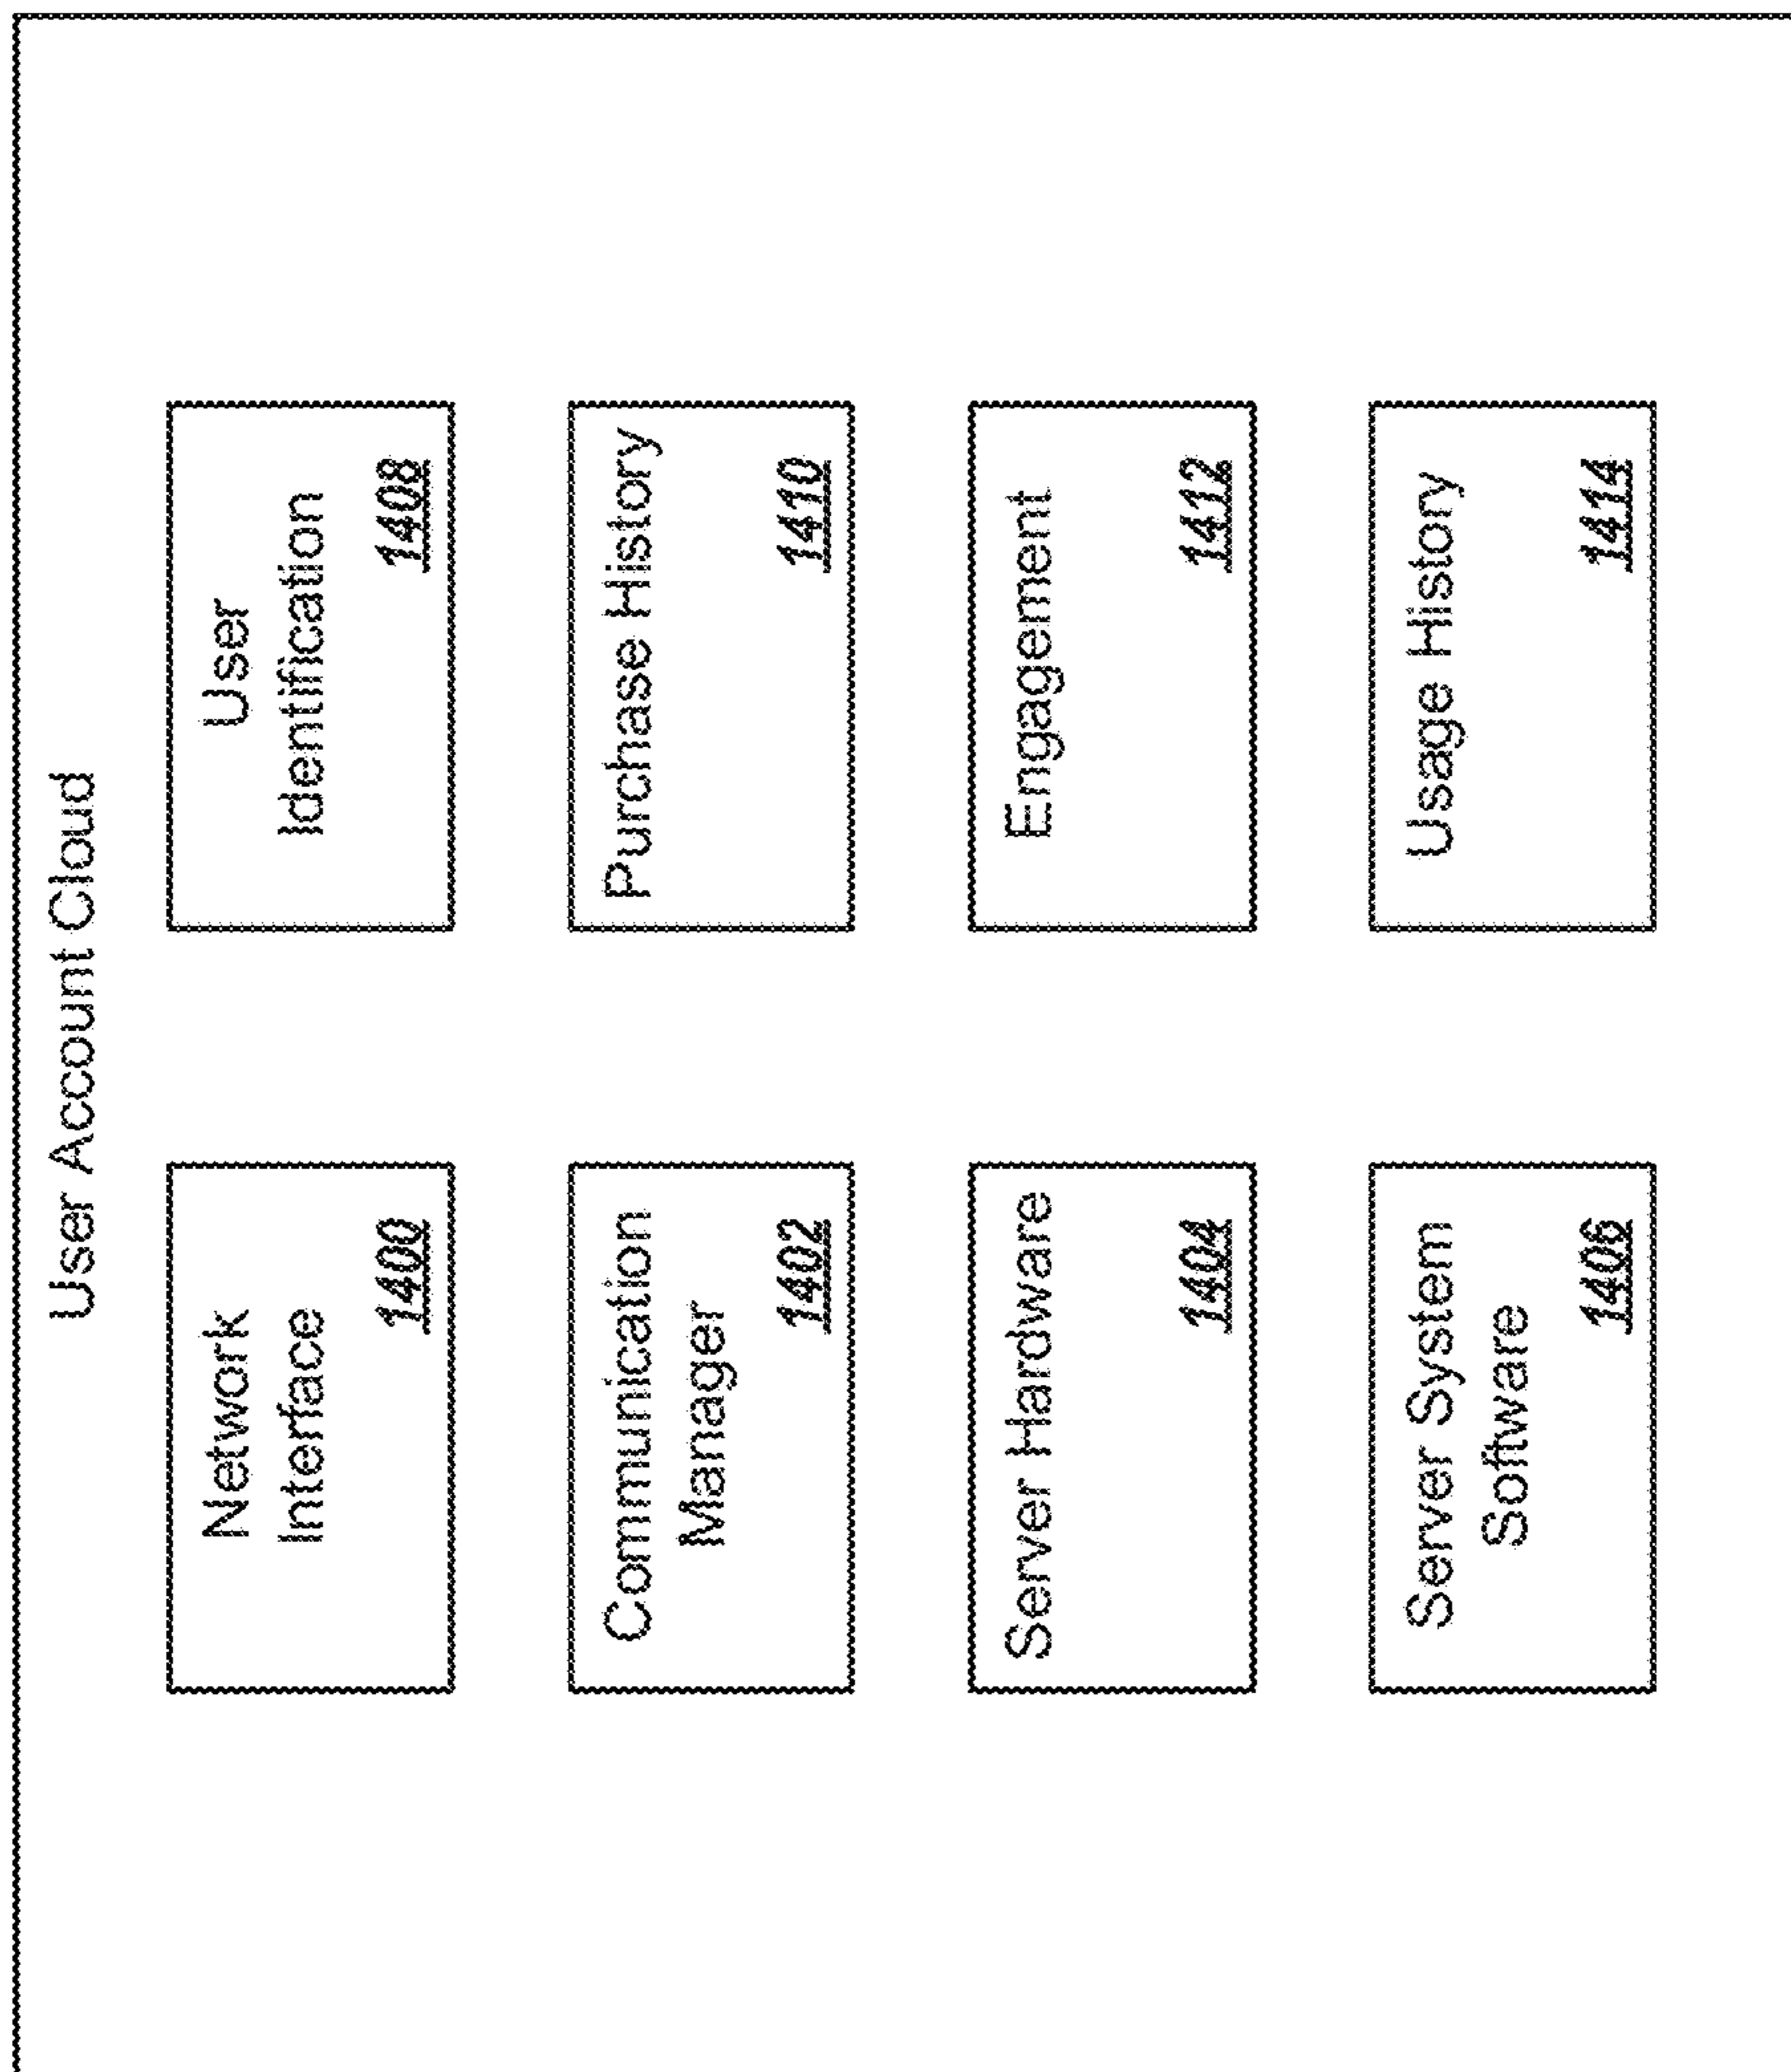 User Account Cloud
Network
Interface
1400
Communication
Manager
1402
Server Hardware
1404
Server System
Software
1406
User
Identification
1408
Purchase History
1410
Engagement
1412
Usage History
1414